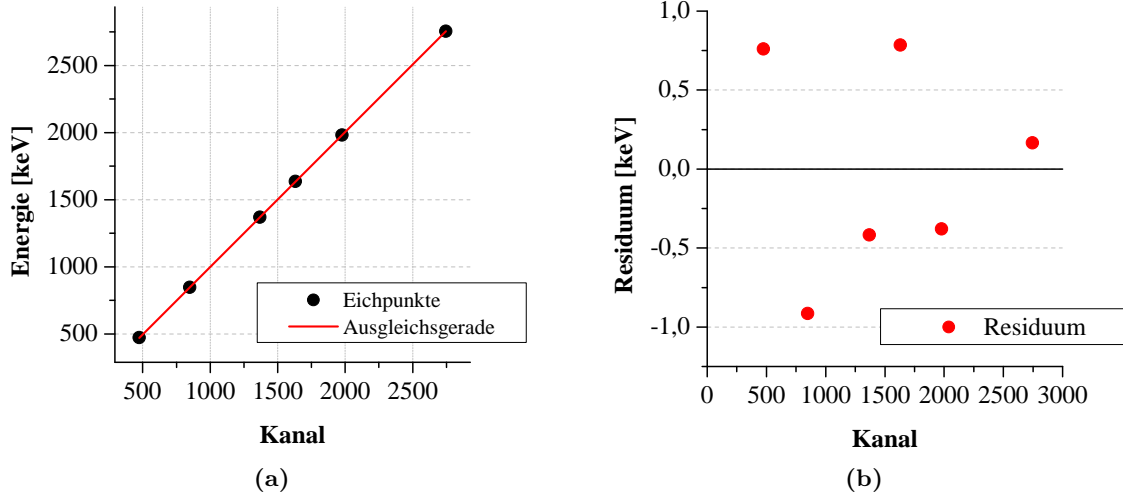 2500
2000
1500
1000
500
Energie [keV]
Eichpunkte
Ausgleichsgerade
500 1000 1500 2000 2500
Kanal
(a)
1,0
0,5
0,0
-0,5
-1,0
Residuum [keV]
Residuum
0 500 1000 1500 2000 2500 3000
Kanal
(b)